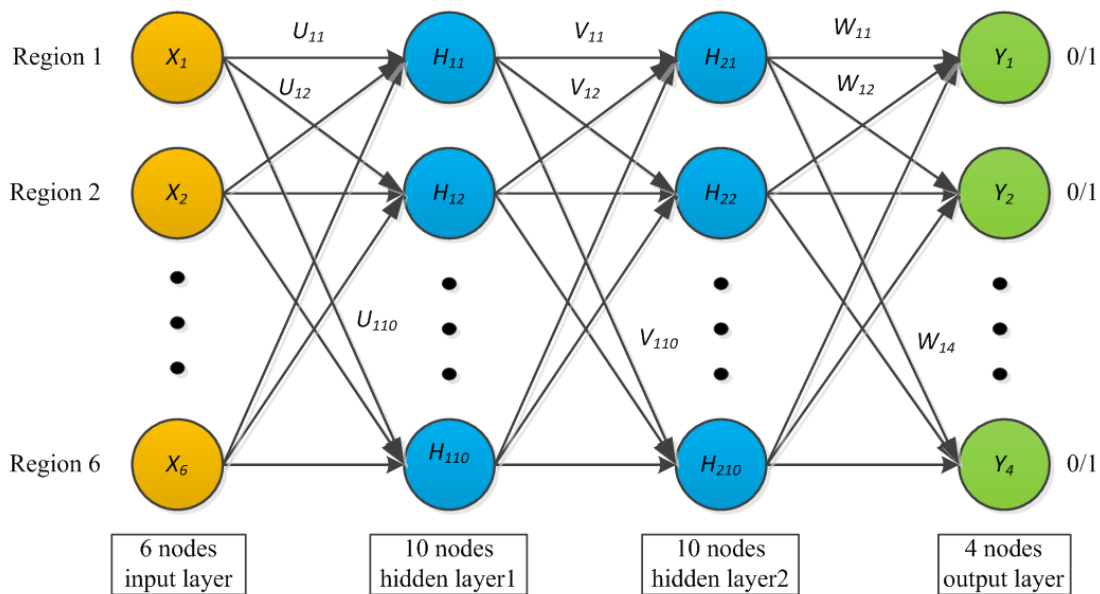 Region 1
X1
U11
H11
V11
H21
W11
Y1
0/1
U12
V12
W12
Region 2
X2
H12
H22
Y2
0/1
U110
V110
W14
Region 6
X6
H110
H210
Y4
0/1
6 nodes
input layer
10 nodes
hidden layer1
10 nodes
hidden layer2
4 nodes
output layer